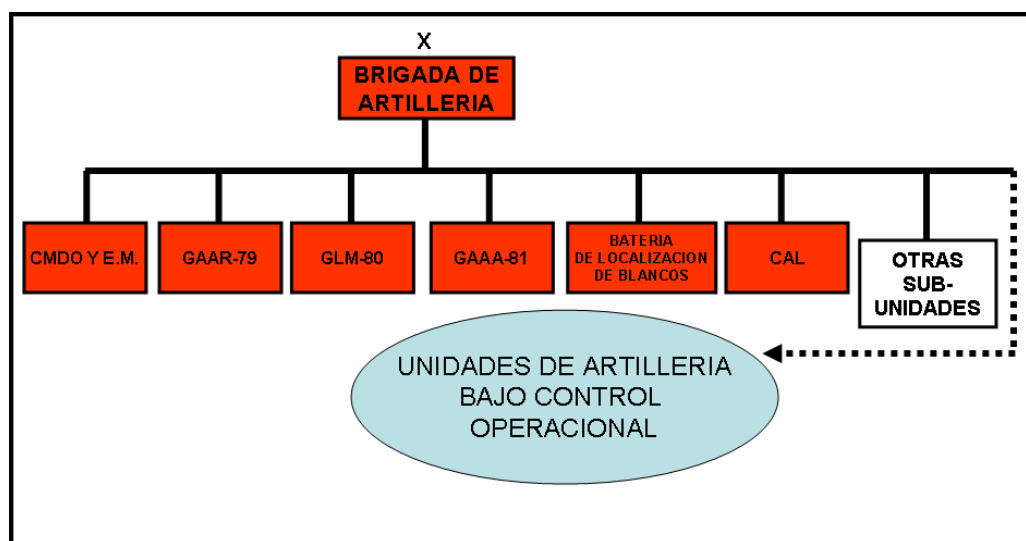 X
BRIGADA DE
ARTILLERIA
CMDO Y E.M.
GAAR-79
GLM-80
GAAA-81
BATERIA
DE LOCALIZACION
DE BLANCOS
CAL
OTRAS
SUB-
UNIDADES
UNIDADES DE ARTILLERIA
BAJO CONTROL
OPERACIONAL